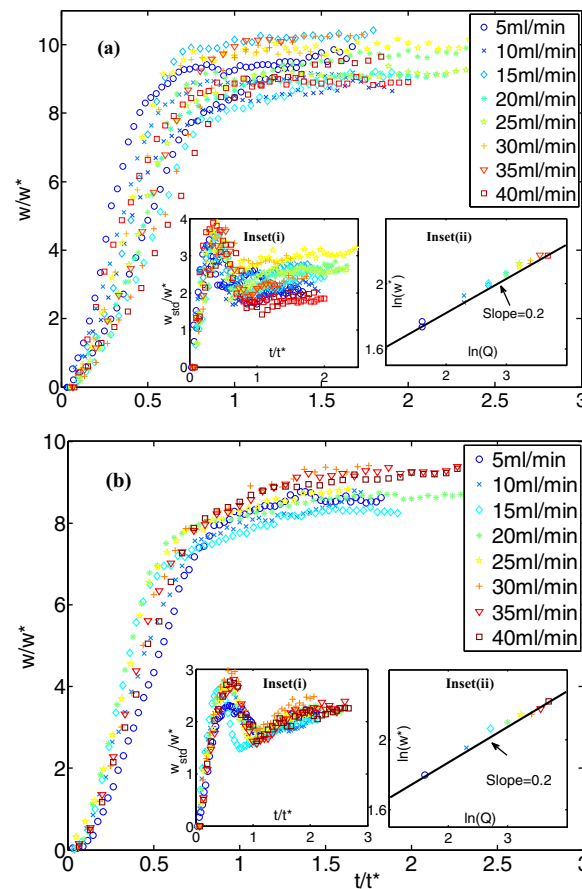 (a)
w/w*
10
8
6
4
2
0
0
0.5
1
1.5
2
2.5
3
5ml/min
10ml/min
15ml/min
20ml/min
25ml/min
30ml/min
35ml/min
40ml/min
Inset(i)
w_std/w*
4
3
2
1
0
0
1
2
t/t*
Inset(ii)
ln(w*)
2
1.6
2
3
ln(Q)
Slope=0.2
(b)
w/w*
10
8
6
4
2
0
0
0.5
1
1.5
2
2.5
3
t/t*
5ml/min
10ml/min
15ml/min
20ml/min
25ml/min
30ml/min
35ml/min
40ml/min
Inset(i)
w_std/w*
3
2
1
0
0
1
2
3
t/t*
Inset(ii)
ln(w*)
2.2
1.8
2
3
ln(Q)
Slope=0.2